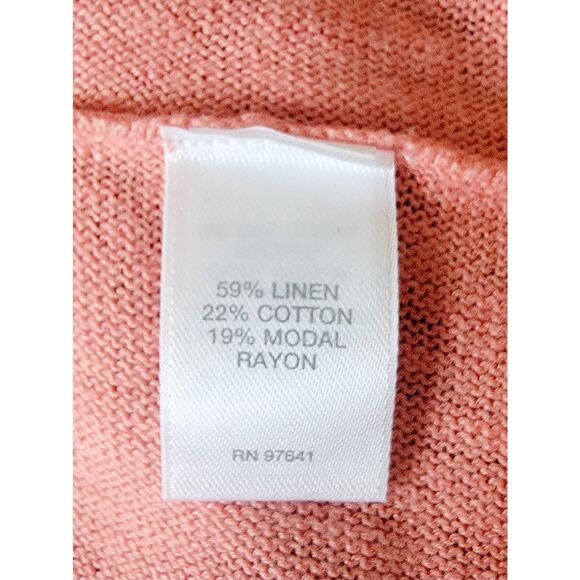 59% LINEN
22% COTTON
19% MODAL
RAYON
RN 97641